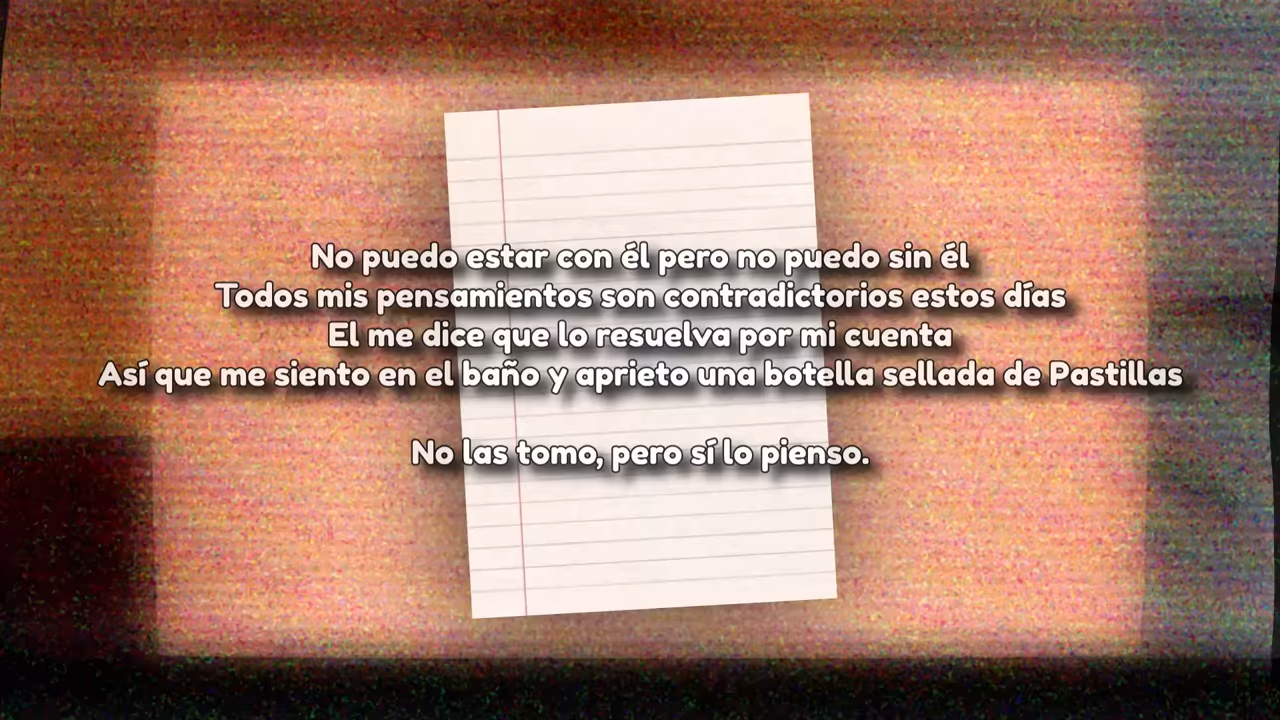 No puedo estar con él pero no puedo sin él
Todos mis pensamientos son contradictorios estos días
El me dice que lo resuelva por mi cuenta
Así que me siento en el baño y aprieto una botella sellada de Pastillas
No las tomo, pero sí lo pienso.